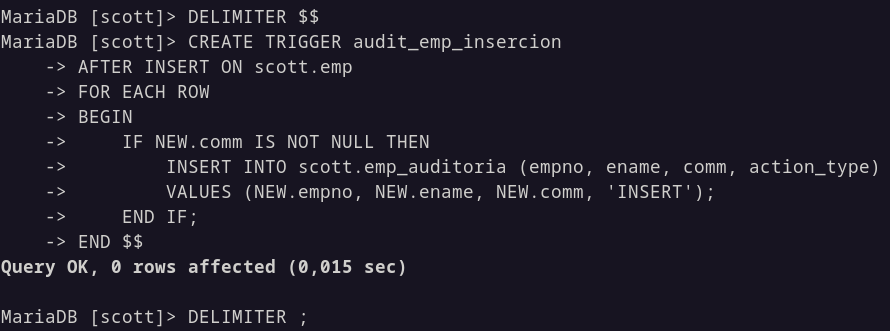 MariaDB [scott]> DELIMITER $$
MariaDB [scott]> CREATE TRIGGER audit_emp_insercion
    -> AFTER INSERT ON scott.emp
    -> FOR EACH ROW
    -> BEGIN
    ->     IF NEW.comm IS NOT NULL THEN
    ->         INSERT INTO scott.emp_auditoria (empno, ename, comm, action_type)
    ->         VALUES (NEW.empno, NEW.ename, NEW.comm, 'INSERT');
    ->     END IF;
    -> END $$
Query OK, 0 rows affected (0,015 sec)

MariaDB [scott]> DELIMITER ;